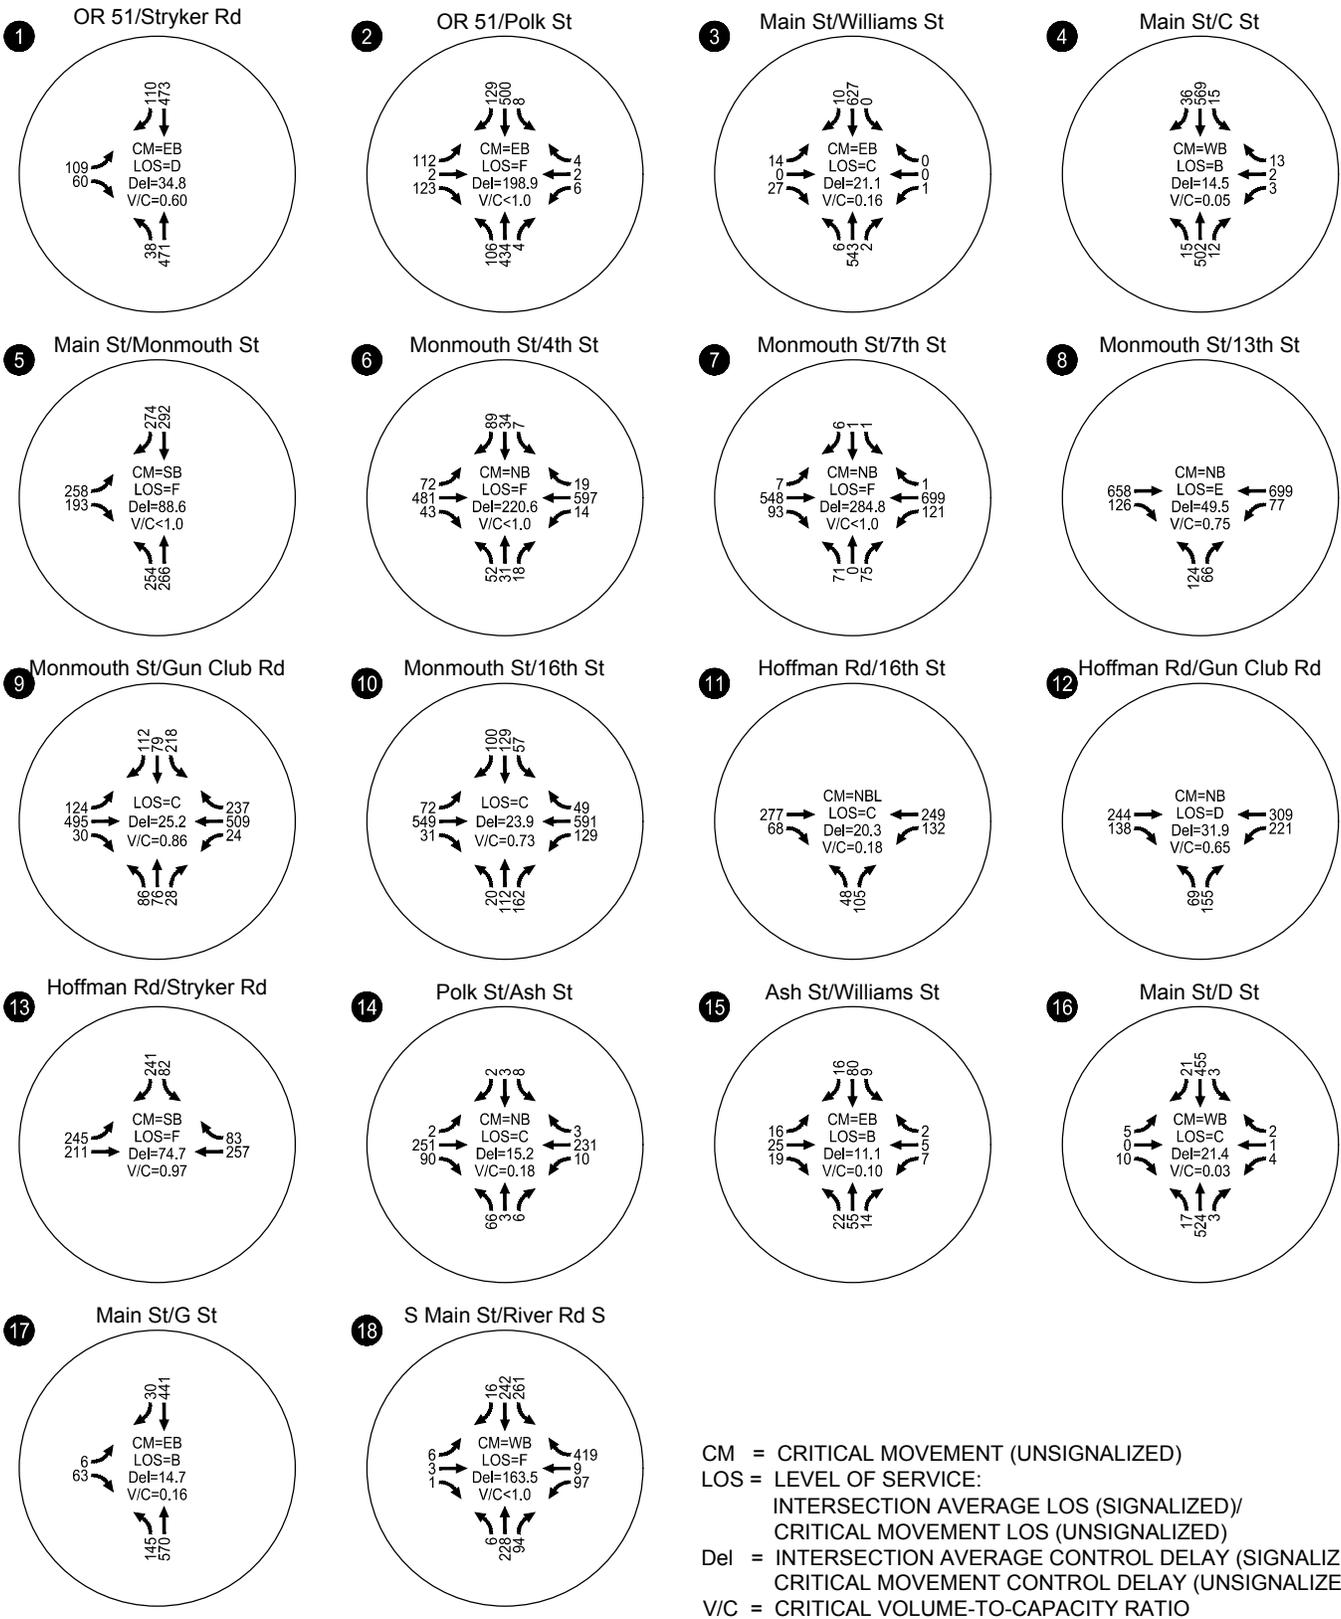 1
OR 51/Stryker Rd
110
473
109
60
CM=EB
LOS=D
Del=34.8
V/C=0.60
38
471
2
OR 51/Polk St
129
500
8
112
2
123
CM=EB
LOS=F
Del=198.9
V/C<1.0
4
2
6
106
434
4
3
Main St/Williams St
10
627
0
14
0
27
CM=EB
LOS=C
Del=21.1
V/C=0.16
0
0
1
6
543
2
4
Main St/C St
36
569
15
CM=WB
LOS=B
Del=14.5
V/C=0.05
13
2
3
15
502
12
5
Main St/Monmouth St
274
292
258
193
CM=SB
LOS=F
Del=88.6
V/C<1.0
254
266
6
Monmouth St/4th St
89
34
7
72
481
43
CM=NB
LOS=F
Del=220.6
V/C<1.0
19
597
14
52
31
18
7
Monmouth St/7th St
6
1
1
7
548
93
CM=NB
LOS=F
Del=284.8
V/C<1.0
1
699
121
71
0
75
8
Monmouth St/13th St
658
126
CM=NB
LOS=E
Del=49.5
V/C=0.75
699
77
124
66
9
Monmouth St/Gun Club Rd
112
79
218
124
495
30
LOS=C
Del=25.2
V/C=0.86
237
509
24
86
76
28
10
Monmouth St/16th St
100
129
57
72
549
31
LOS=C
Del=23.9
V/C=0.73
49
591
129
20
112
162
11
Hoffman Rd/16th St
277
68
CM=NBL
LOS=C
Del=20.3
V/C=0.18
249
132
48
105
12
Hoffman Rd/Gun Club Rd
244
138
CM=NB
LOS=D
Del=31.9
V/C=0.65
309
221
69
155
13
Hoffman Rd/Stryker Rd
241
82
245
211
CM=SB
LOS=F
Del=74.7
V/C=0.97
83
257
14
Polk St/Ash St
2
3
8
2
251
90
CM=NB
LOS=C
Del=15.2
V/C=0.18
3
231
10
66
3
6
15
Ash St/Williams St
16
80
9
16
25
19
CM=EB
LOS=B
Del=11.1
V/C=0.10
2
5
7
22
55
14
16
Main St/D St
21
455
3
5
0
10
CM=WB
LOS=C
Del=21.4
V/C=0.03
2
1
4
17
524
3
17
Main St/G St
30
441
6
63
CM=EB
LOS=B
Del=14.7
V/C=0.16
145
570
18
S Main St/River Rd S
16
242
261
6
3
1
CM=WB
LOS=F
Del=163.5
V/C<1.0
419
9
97
6
228
94
CM = CRITICAL MOVEMENT (UNSIGNALIZED)
LOS = LEVEL OF SERVICE:
INTERSECTION AVERAGE LOS (SIGNALIZED)/
CRITICAL MOVEMENT LOS (UNSIGNALIZED)
Del = INTERSECTION AVERAGE CONTROL DELAY (SIGNALIZ
CRITICAL MOVEMENT CONTROL DELAY (UNSIGNALIZE
V/C = CRITICAL VOLUME-TO-CAPACITY RATIO